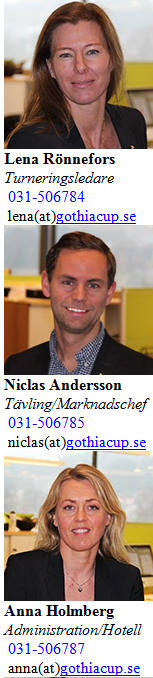 Lena Rönnefors
Turneringsledare
031-506784
lena(at)gothiacup.se
Niclas Andersson
Tävling/Marknadschef
031-506785
niclas(at)gothiacup.se
Anna Holmberg
Administration/Hotell
031-506787
anna(at)gothiacup.se